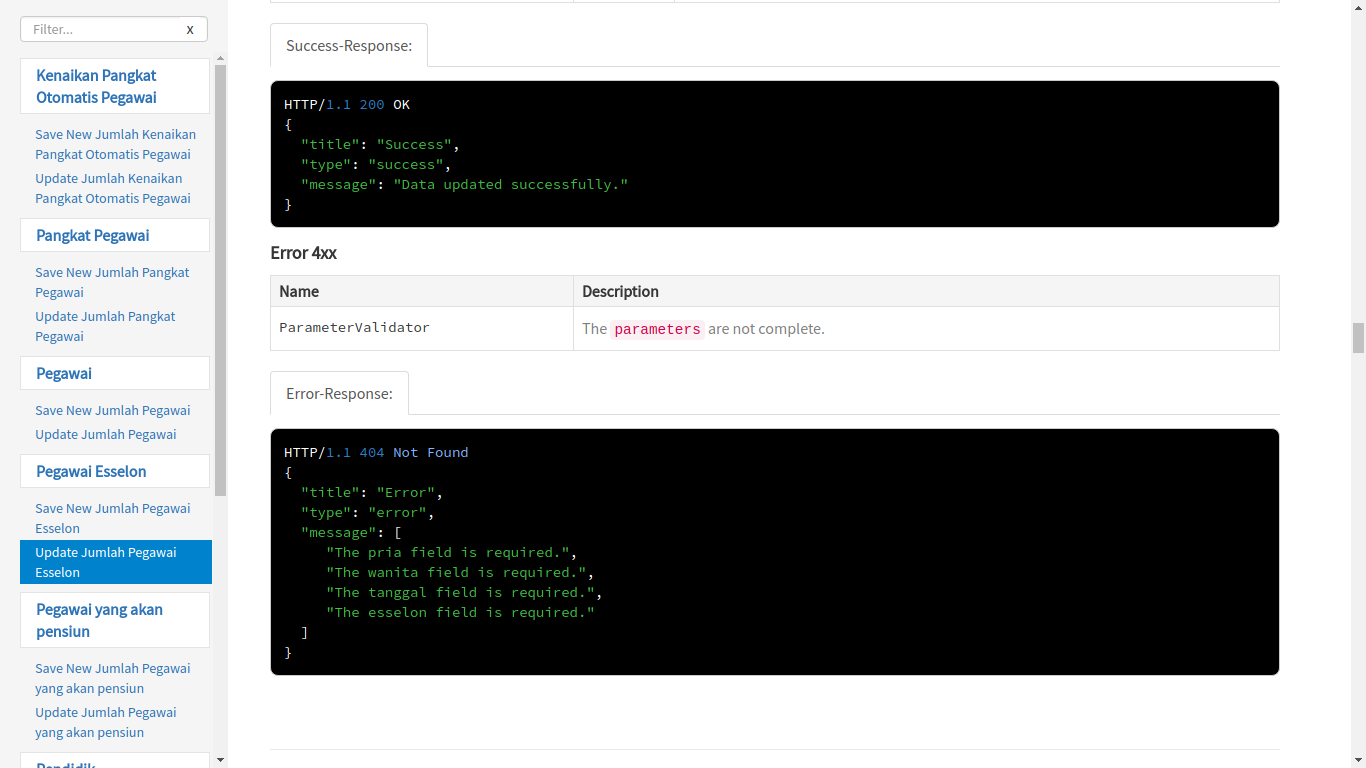 Filter...
x
Kenaikan Pangkat
Otomatis Pegawai
Save New Jumlah Kenaikan
Pangkat Otomatis Pegawai
Update Jumlah Kenaikan
Pangkat Otomatis Pegawai
Pangkat Pegawai
Save New Jumlah Pangkat
Pegawai
Update Jumlah Pangkat
Pegawai
Pegawai
Save New Jumlah Pegawai
Update Jumlah Pegawai
Pegawai Esselon
Save New Jumlah Pegawai
Esselon
Update Jumlah Pegawai
Esselon
Pegawai yang akan
pensiun
Save New Jumlah Pegawai
yang akan pensiun
Update Jumlah Pegawai
yang akan pensiun
Pendidik
Success-Response:
HTTP/1.1 200 OK
{
  "title": "Success",
  "type": "success",
  "message": "Data updated successfully."
}
Error 4xx
Name Description
ParameterValidator The parameters are not complete.
Error-Response:
HTTP/1.1 404 Not Found
{
  "title": "Error",
  "type": "error",
  "message": [
     "The pria field is required.",
     "The wanita field is required.",
     "The tanggal field is required.",
     "The esselon field is required."
  ]
}